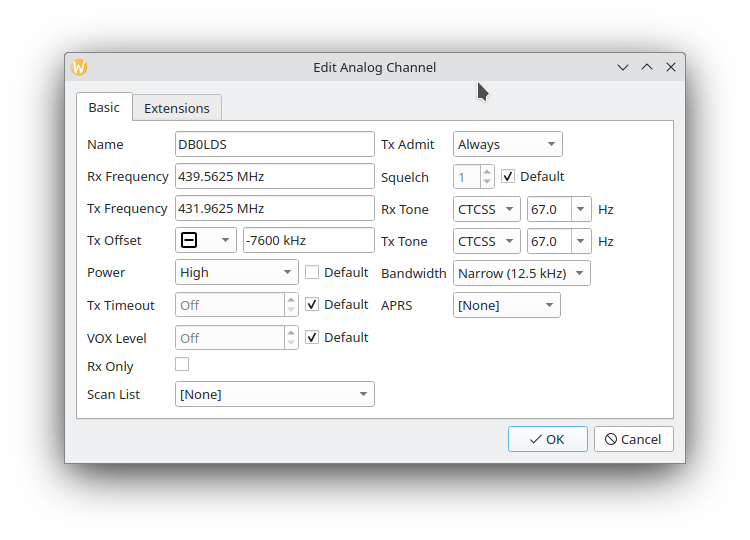 Edit Analog Channel
Basic
Extensions
Name
DB0LDS
Tx Admit
Always
Rx Frequency
439.5625 MHz
Squelch
1
Default
Tx Frequency
431.9625 MHz
Rx Tone
CTCSS
67.0
Hz
Tx Offset
-7600 kHz
Tx Tone
CTCSS
67.0
Hz
Power
High
Default
Bandwidth
Narrow (12.5 kHz)
Tx Timeout
Off
Default
APRS
[None]
VOX Level
Off
Default
Rx Only
Scan List
[None]
OK
Cancel